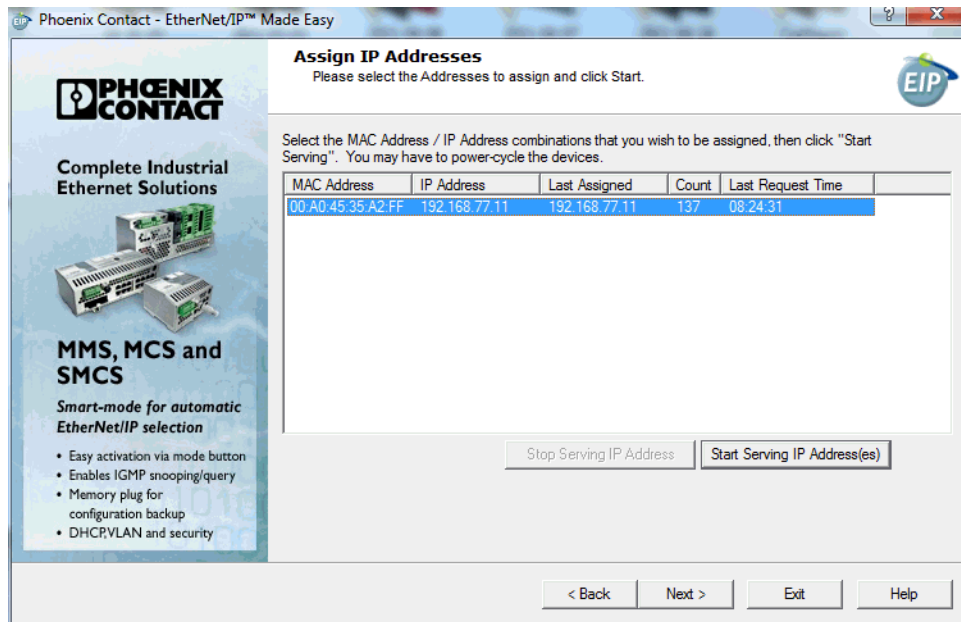 Phoenix Contact - EtherNet/IP™ Made Easy
Assign IP Addresses
Please select the Addresses to assign and click Start.
EIP
PHŒNIX
CONTACT
Complete Industrial
Ethernet Solutions
MMS, MCS and
SMCS
Smart-mode for automatic
EtherNet/IP selection
• Easy activation via mode button
• Enables IGMP snooping/query
• Memory plug for
configuration backup
• DHCP,VLAN and security
Select the MAC Address / IP Address combinations that you wish to be assigned, then click "Start
Serving". You may have to power-cycle the devices.
MAC Address IP Address Last Assigned Count Last Request Time
00:A0:45:35:A2:FF 192.168.77.11 192.168.77.11 137 08:24:31
Stop Serving IP Address Start Serving IP Address(es)
< Back Next > Exit Help